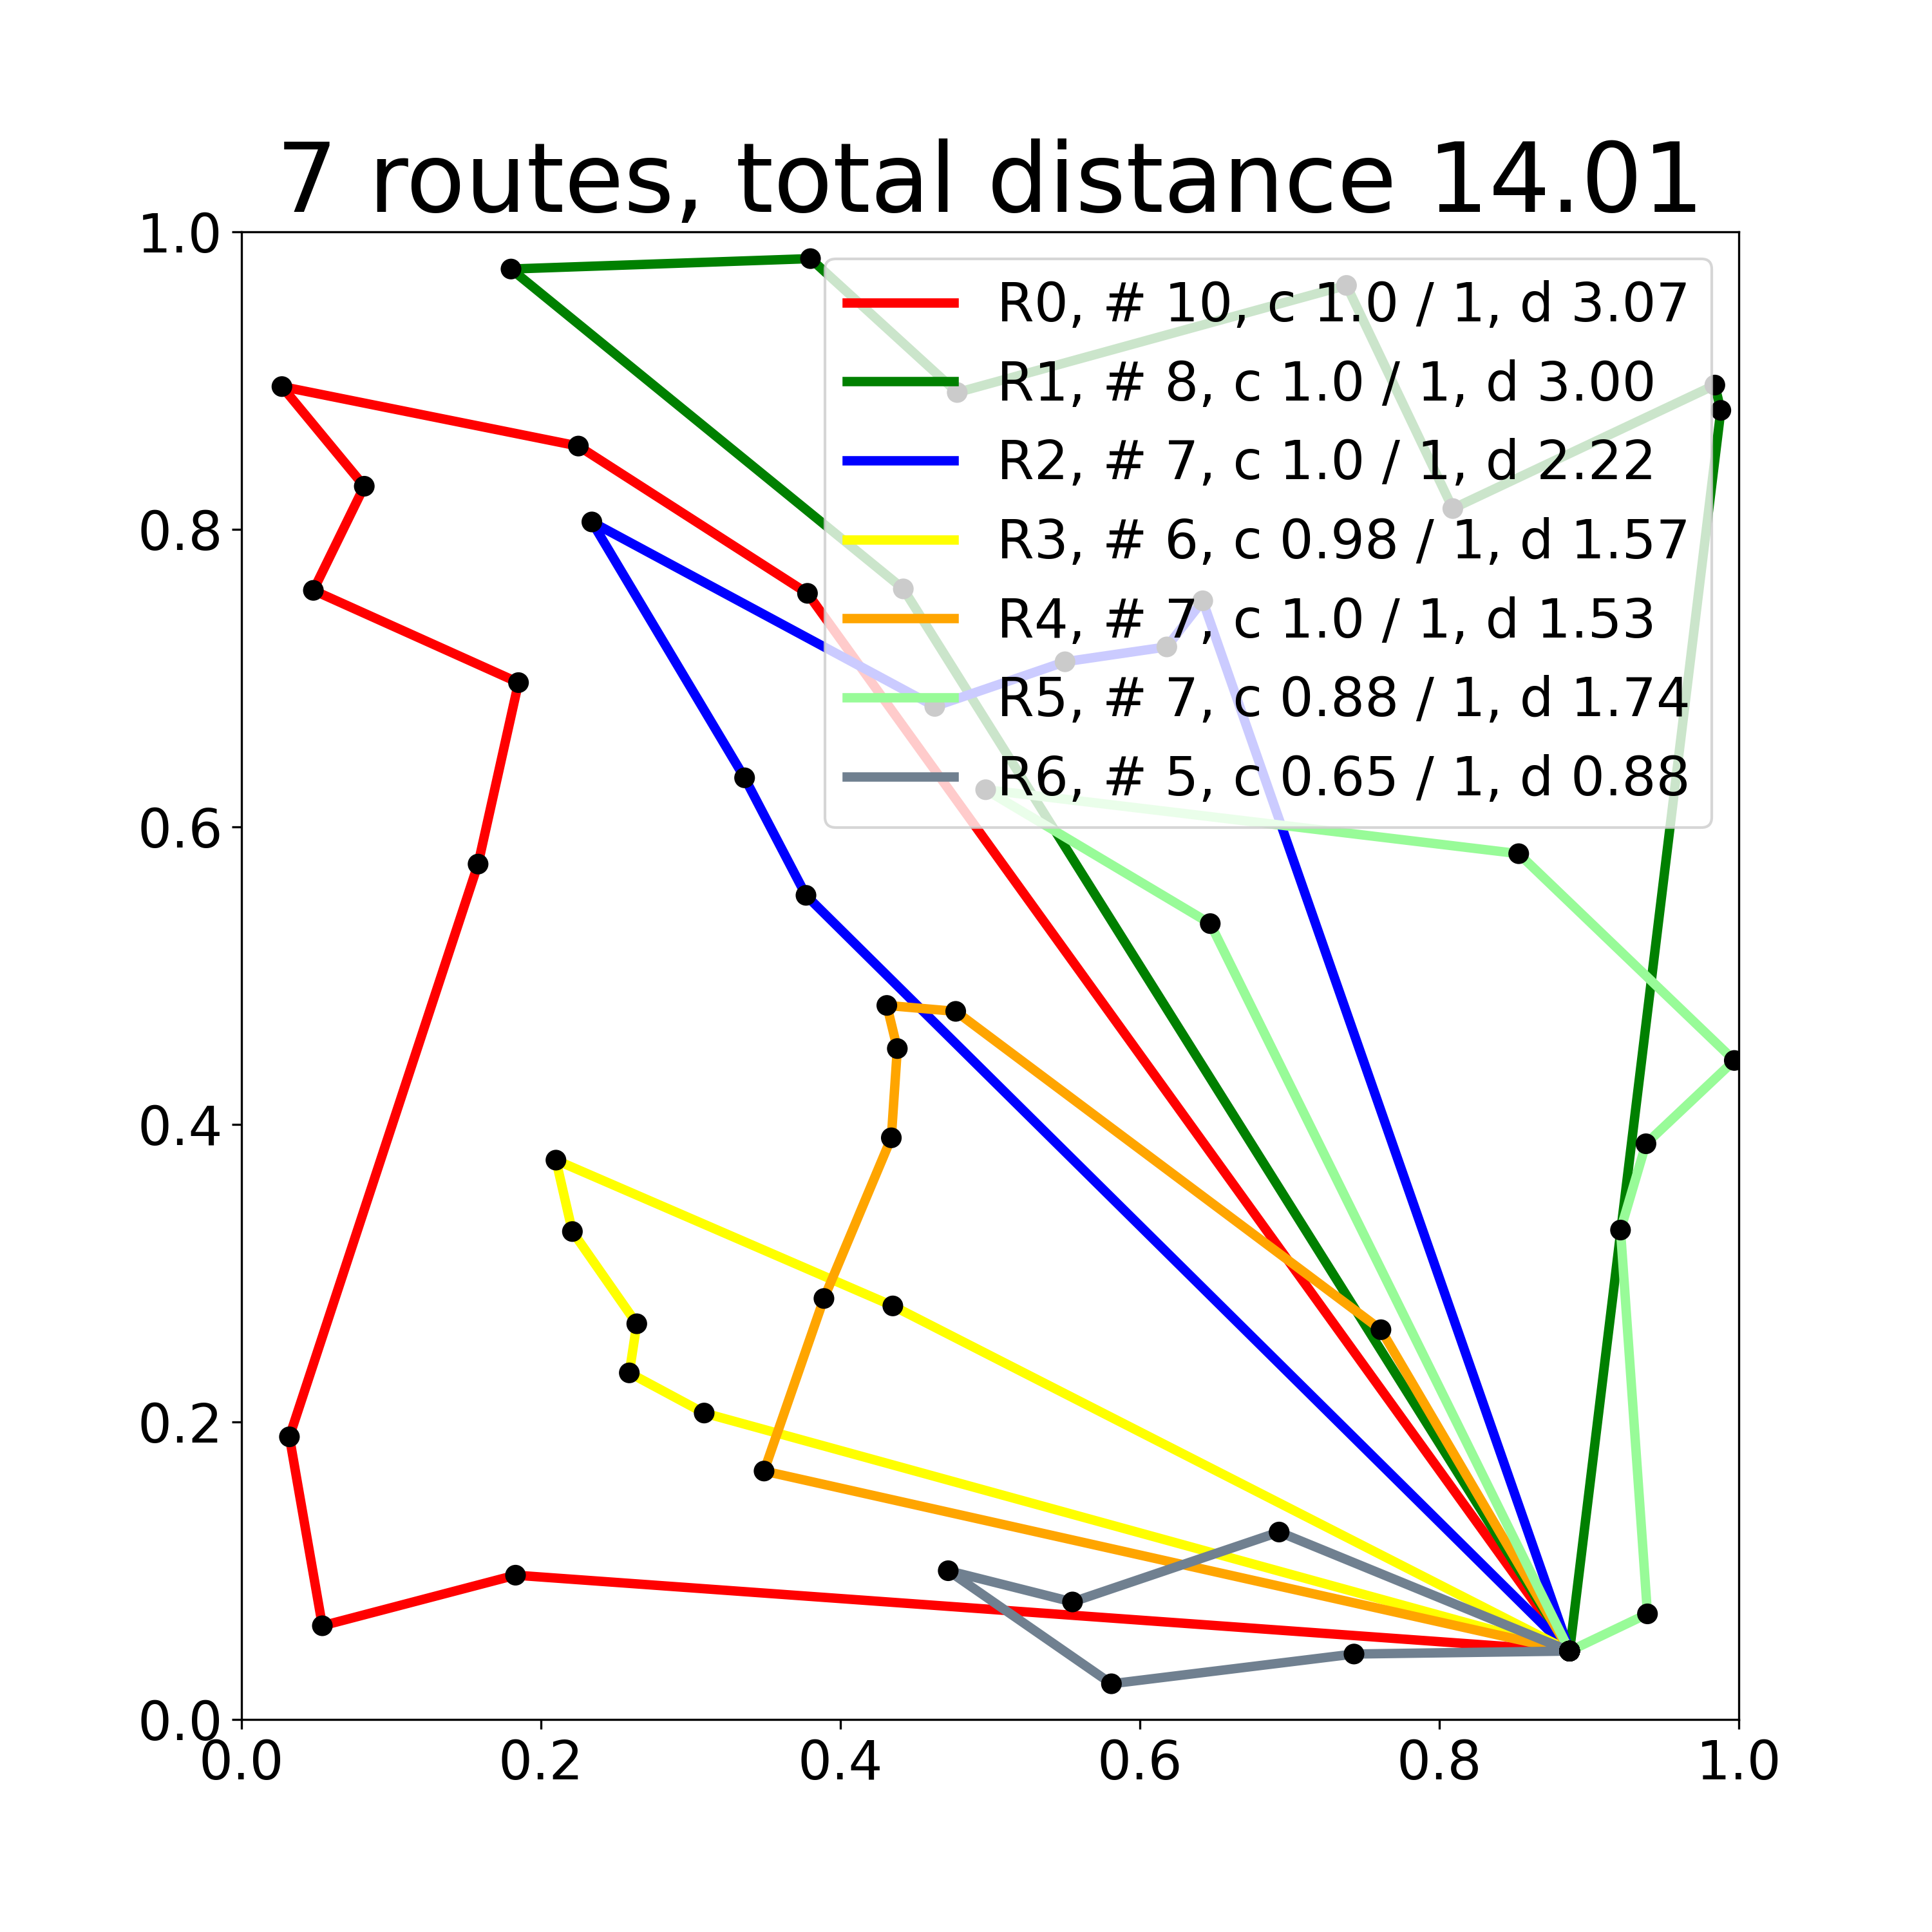 7 routes, total distance 14.01
1.0
0.8
0.6
0.4
0.2
0.0
R0, # 10, c 1.0 / 1, d 3.07
R1, # 8, c 1.0 / 1, d 3.00
R2, # 7, c 1.0 / 1, d 2.22
R3, # 6, c 0.98 / 1, d 1.57
R4, # 7, c 1.0 / 1, d 1.53
R5, # 7, c 0.88 / 1, d 1.74
R6, # 5, c 0.65 / 1, d 0.88
0.0 0.2 0.4 0.6 0.8 1.0